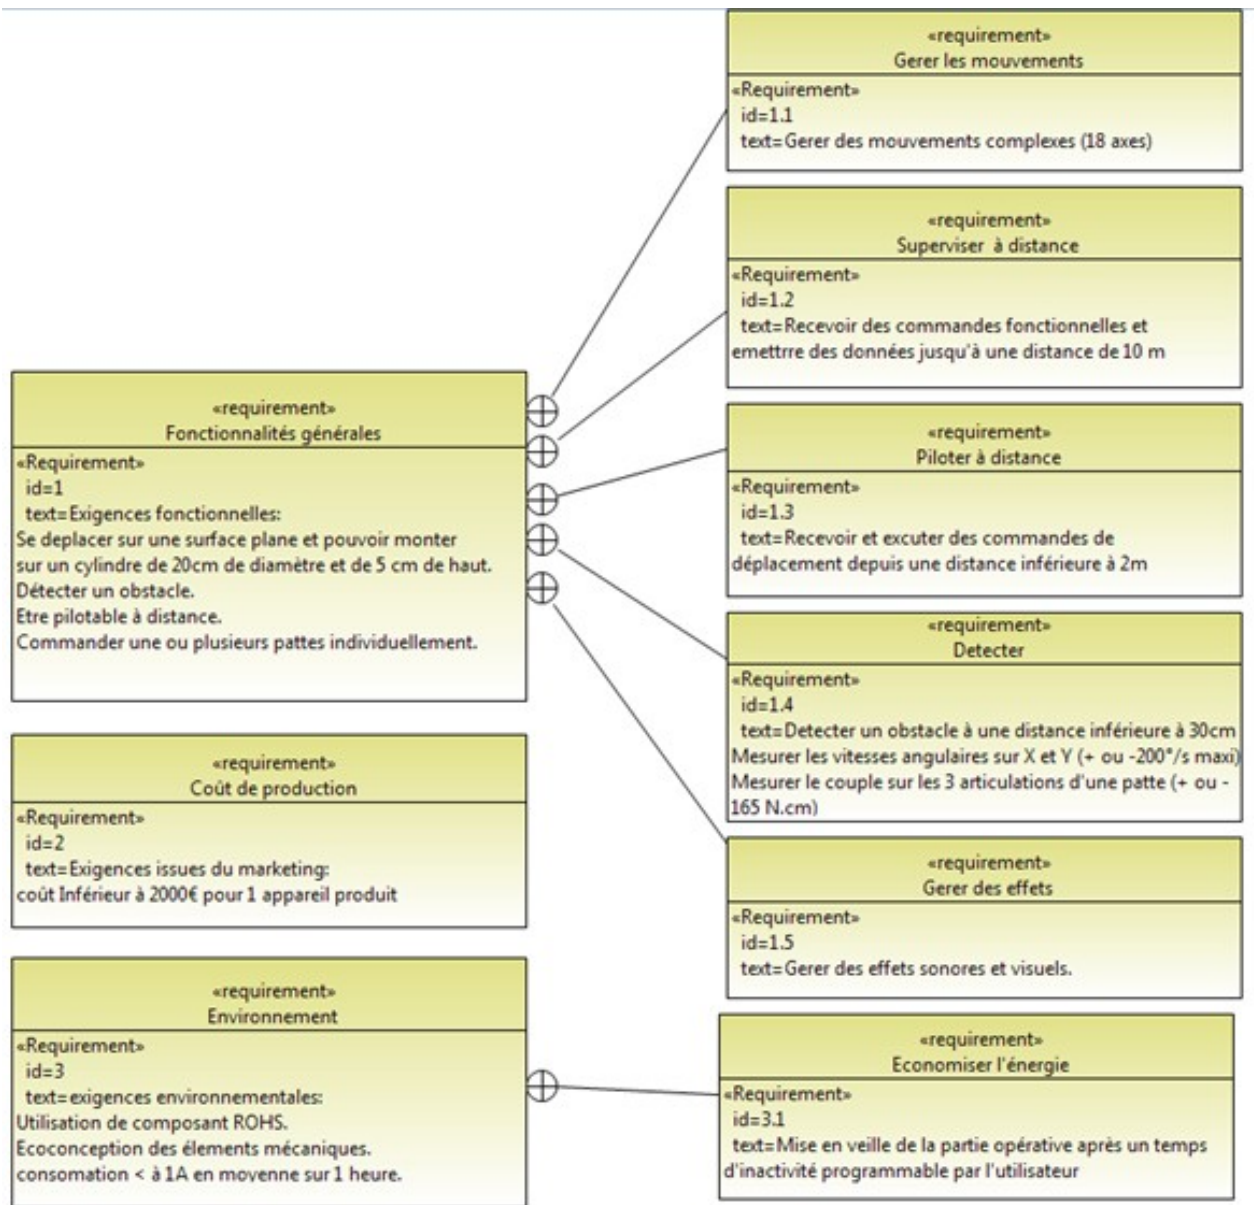 «requirement»
Gerer les mouvements
«Requirement»
id=1.1
text=Gerer des mouvements complexes (18 axes)
«requirement»
Superviser à distance
«Requirement»
id=1.2
text=Recevoir des commandes fonctionnelles et
emettrre des données jusqu'à une distance de 10 m
«requirement»
Fonctionnalités générales
«Requirement»
id=1
text=Exigences fonctionnelles:
Se deplacer sur une surface plane et pouvoir monter
sur un cylindre de 20cm de diamètre et de 5 cm de haut.
Détecter un obstacle.
Etre pilotable à distance.
Commander une ou plusieurs pattes individuellement.
«requirement»
Piloter à distance
«Requirement»
id=1.3
text=Recevoir et excuter des commandes de
déplacement depuis une distance inférieure à 2m
«requirement»
Detecter
«Requirement»
id=1.4
text=Detecter un obstacle à une distance inférieure à 30cm
Mesurer les vitesses angulaires sur X et Y (+ ou -200°/s maxi)
Mesurer le couple sur les 3 articulations d'une patte (+ ou -
165 N.cm)
«requirement»
Coût de production
«Requirement»
id=2
text=Exigences issues du marketing:
coût Inférieur à 2000€ pour 1 appareil produit
«requirement»
Gerer des effets
«Requirement»
id=1.5
text=Gerer des effets sonores et visuels.
«requirement»
Environnement
«Requirement»
id=3
text=exigences environnementales:
Utilisation de composant ROHS.
Ecoconception des élements mécaniques.
consomation < à 1A en moyenne sur 1 heure.
«requirement»
Economiser l'énergie
«Requirement»
id=3.1
text=Mise en veille de la partie opérative après un temps
d'inactivité programmable par l'utilisateur